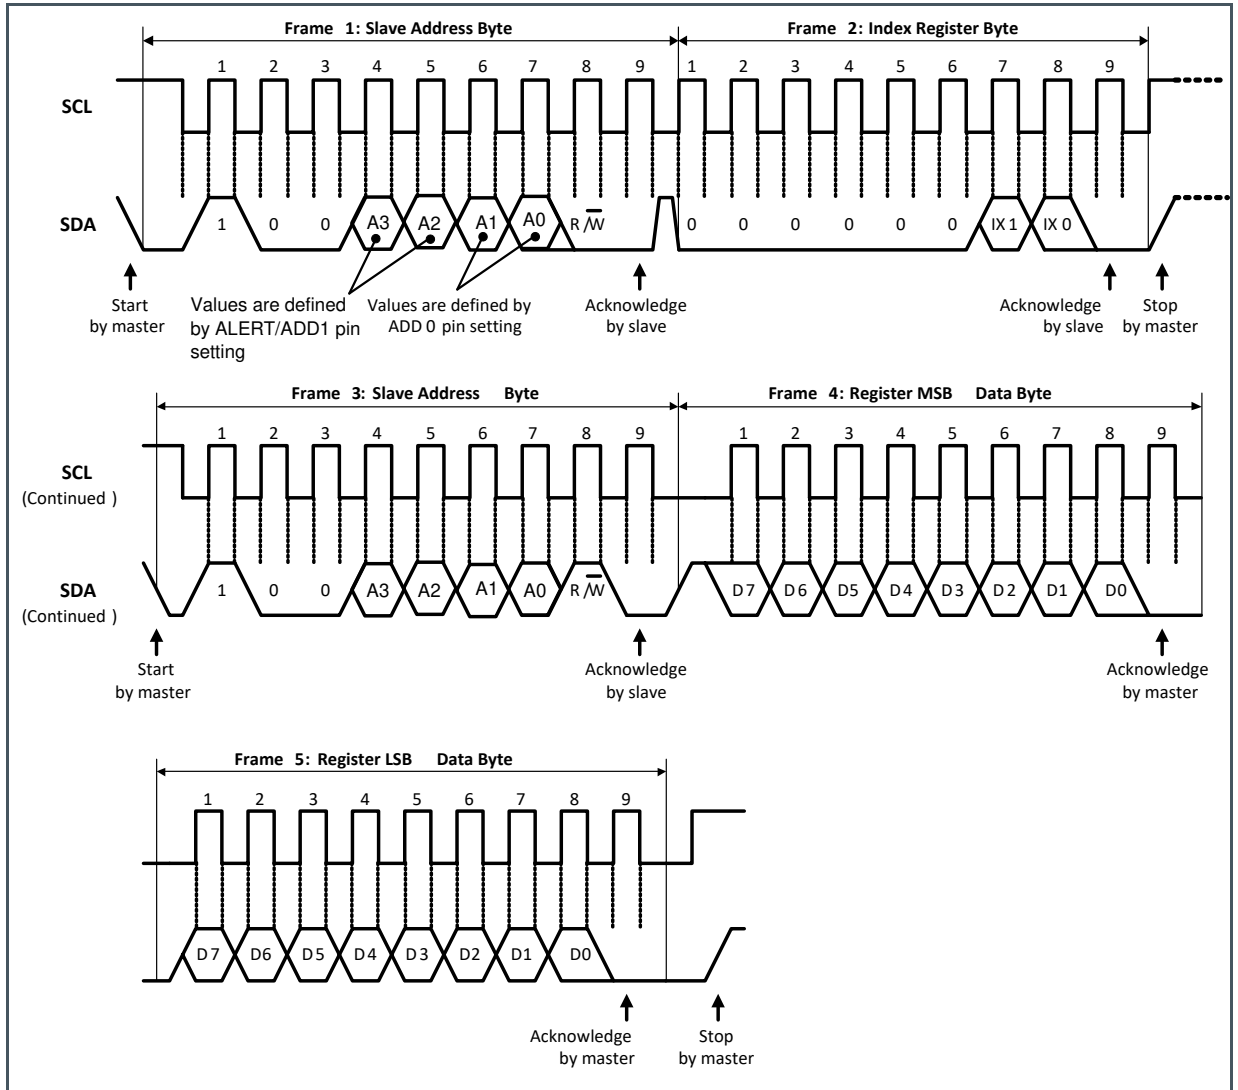 Frame 1: Slave Address Byte Frame 2: Index Register Byte
1 2 3 4 5 6 7 8 9 1 2 3 4 5 6 7 8 9
SCL
SDA 1 0 0 A3 A2 A1 A0 R/W 0 0 0 0 0 0 IX 1 IX 0
Start by master
Values are defined by ALERT/ADD1 pin setting
Values are defined by ADD 0 pin setting
Acknowledge by slave
Acknowledge by slave
Stop by master
Frame 3: Slave Address Byte Frame 4: Register MSB Data Byte
1 2 3 4 5 6 7 8 9 1 2 3 4 5 6 7 8 9
SCL
(Continued )
SDA 1 0 0 A3 A2 A1 A0 R/W D7 D6 D5 D4 D3 D2 D1 D0
(Continued )
Start by master
Acknowledge by slave
Acknowledge by master
Frame 5: Register LSB Data Byte
1 2 3 4 5 6 7 8 9
D7 D6 D5 D4 D3 D2 D1 D0
Acknowledge by master
Stop by master